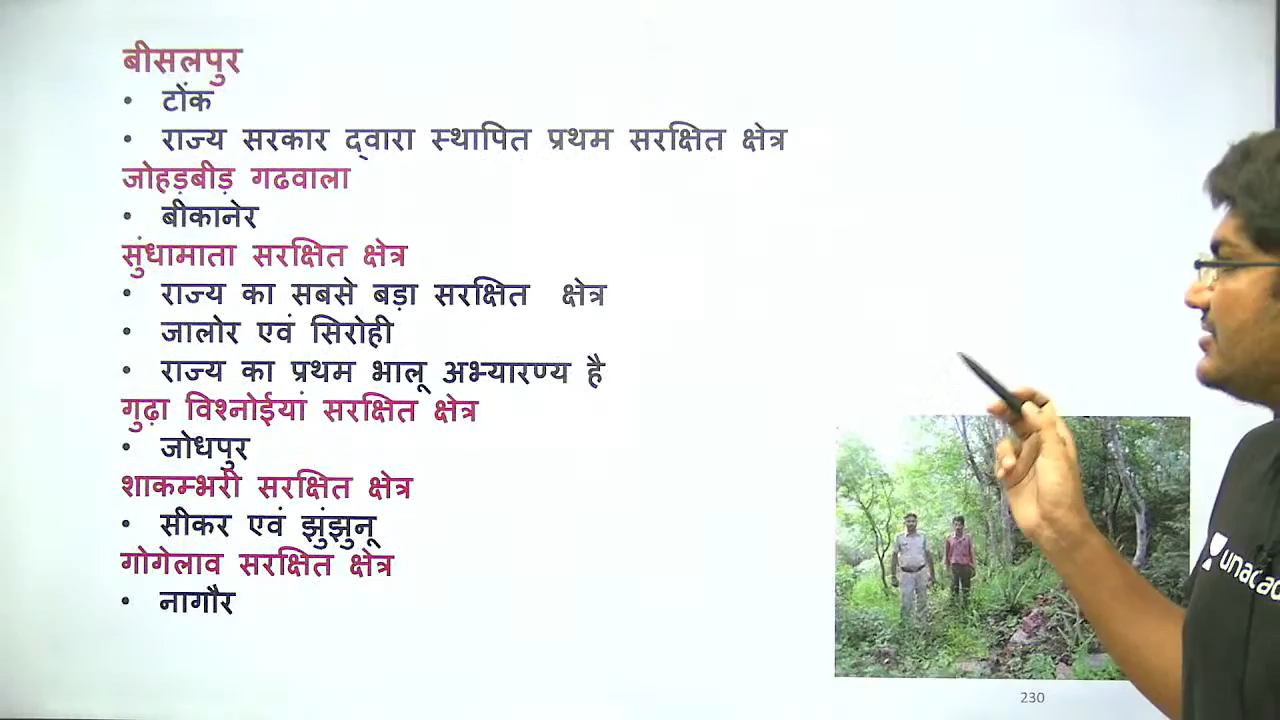 बीसलपुर
• टोंक
• राज्य सरकार द्वारा स्थापित प्रथम सरक्षित क्षेत्र
जोहड़बीड़ गढवाला
• बीकानेर
सुंधामाता सरक्षित क्षेत्र
• राज्य का सबसे बड़ा सरक्षित क्षेत्र
• जालोर एवं सिरोही
• राज्य का प्रथम भालू अभ्यारण्य है
गुढ़ा विश्नोईयां सरक्षित क्षेत्र
• जोधपुर
शाकम्भरी सरक्षित क्षेत्र
• सीकर एवं झुंझुनू
गोगेलाव सरक्षित क्षेत्र
• नागौर
unacad
230